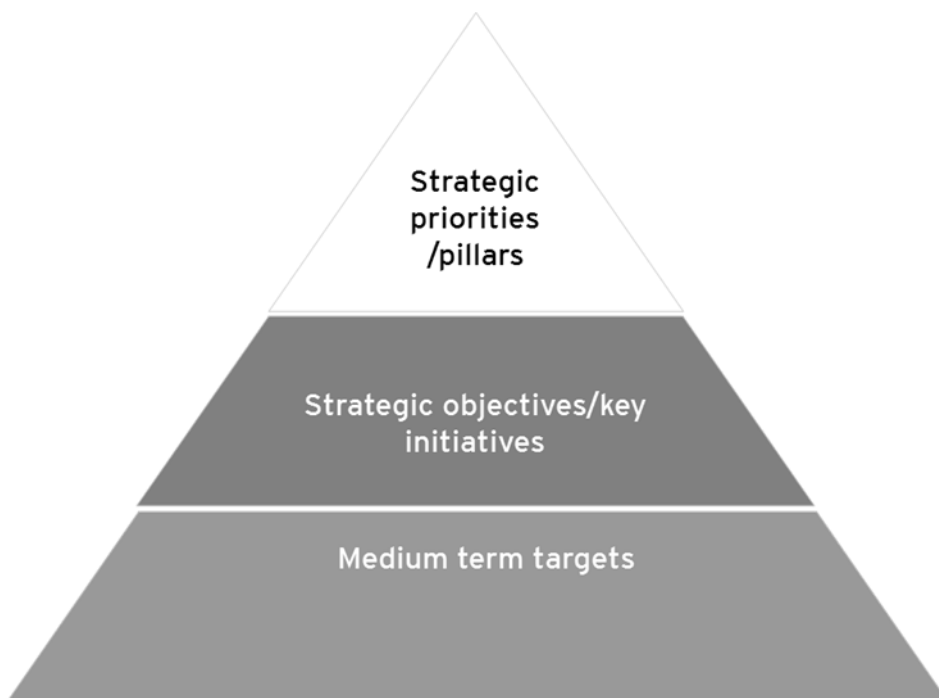 Strategic
priorities
/pillars
Strategic objectives/key
initiatives
Medium term targets